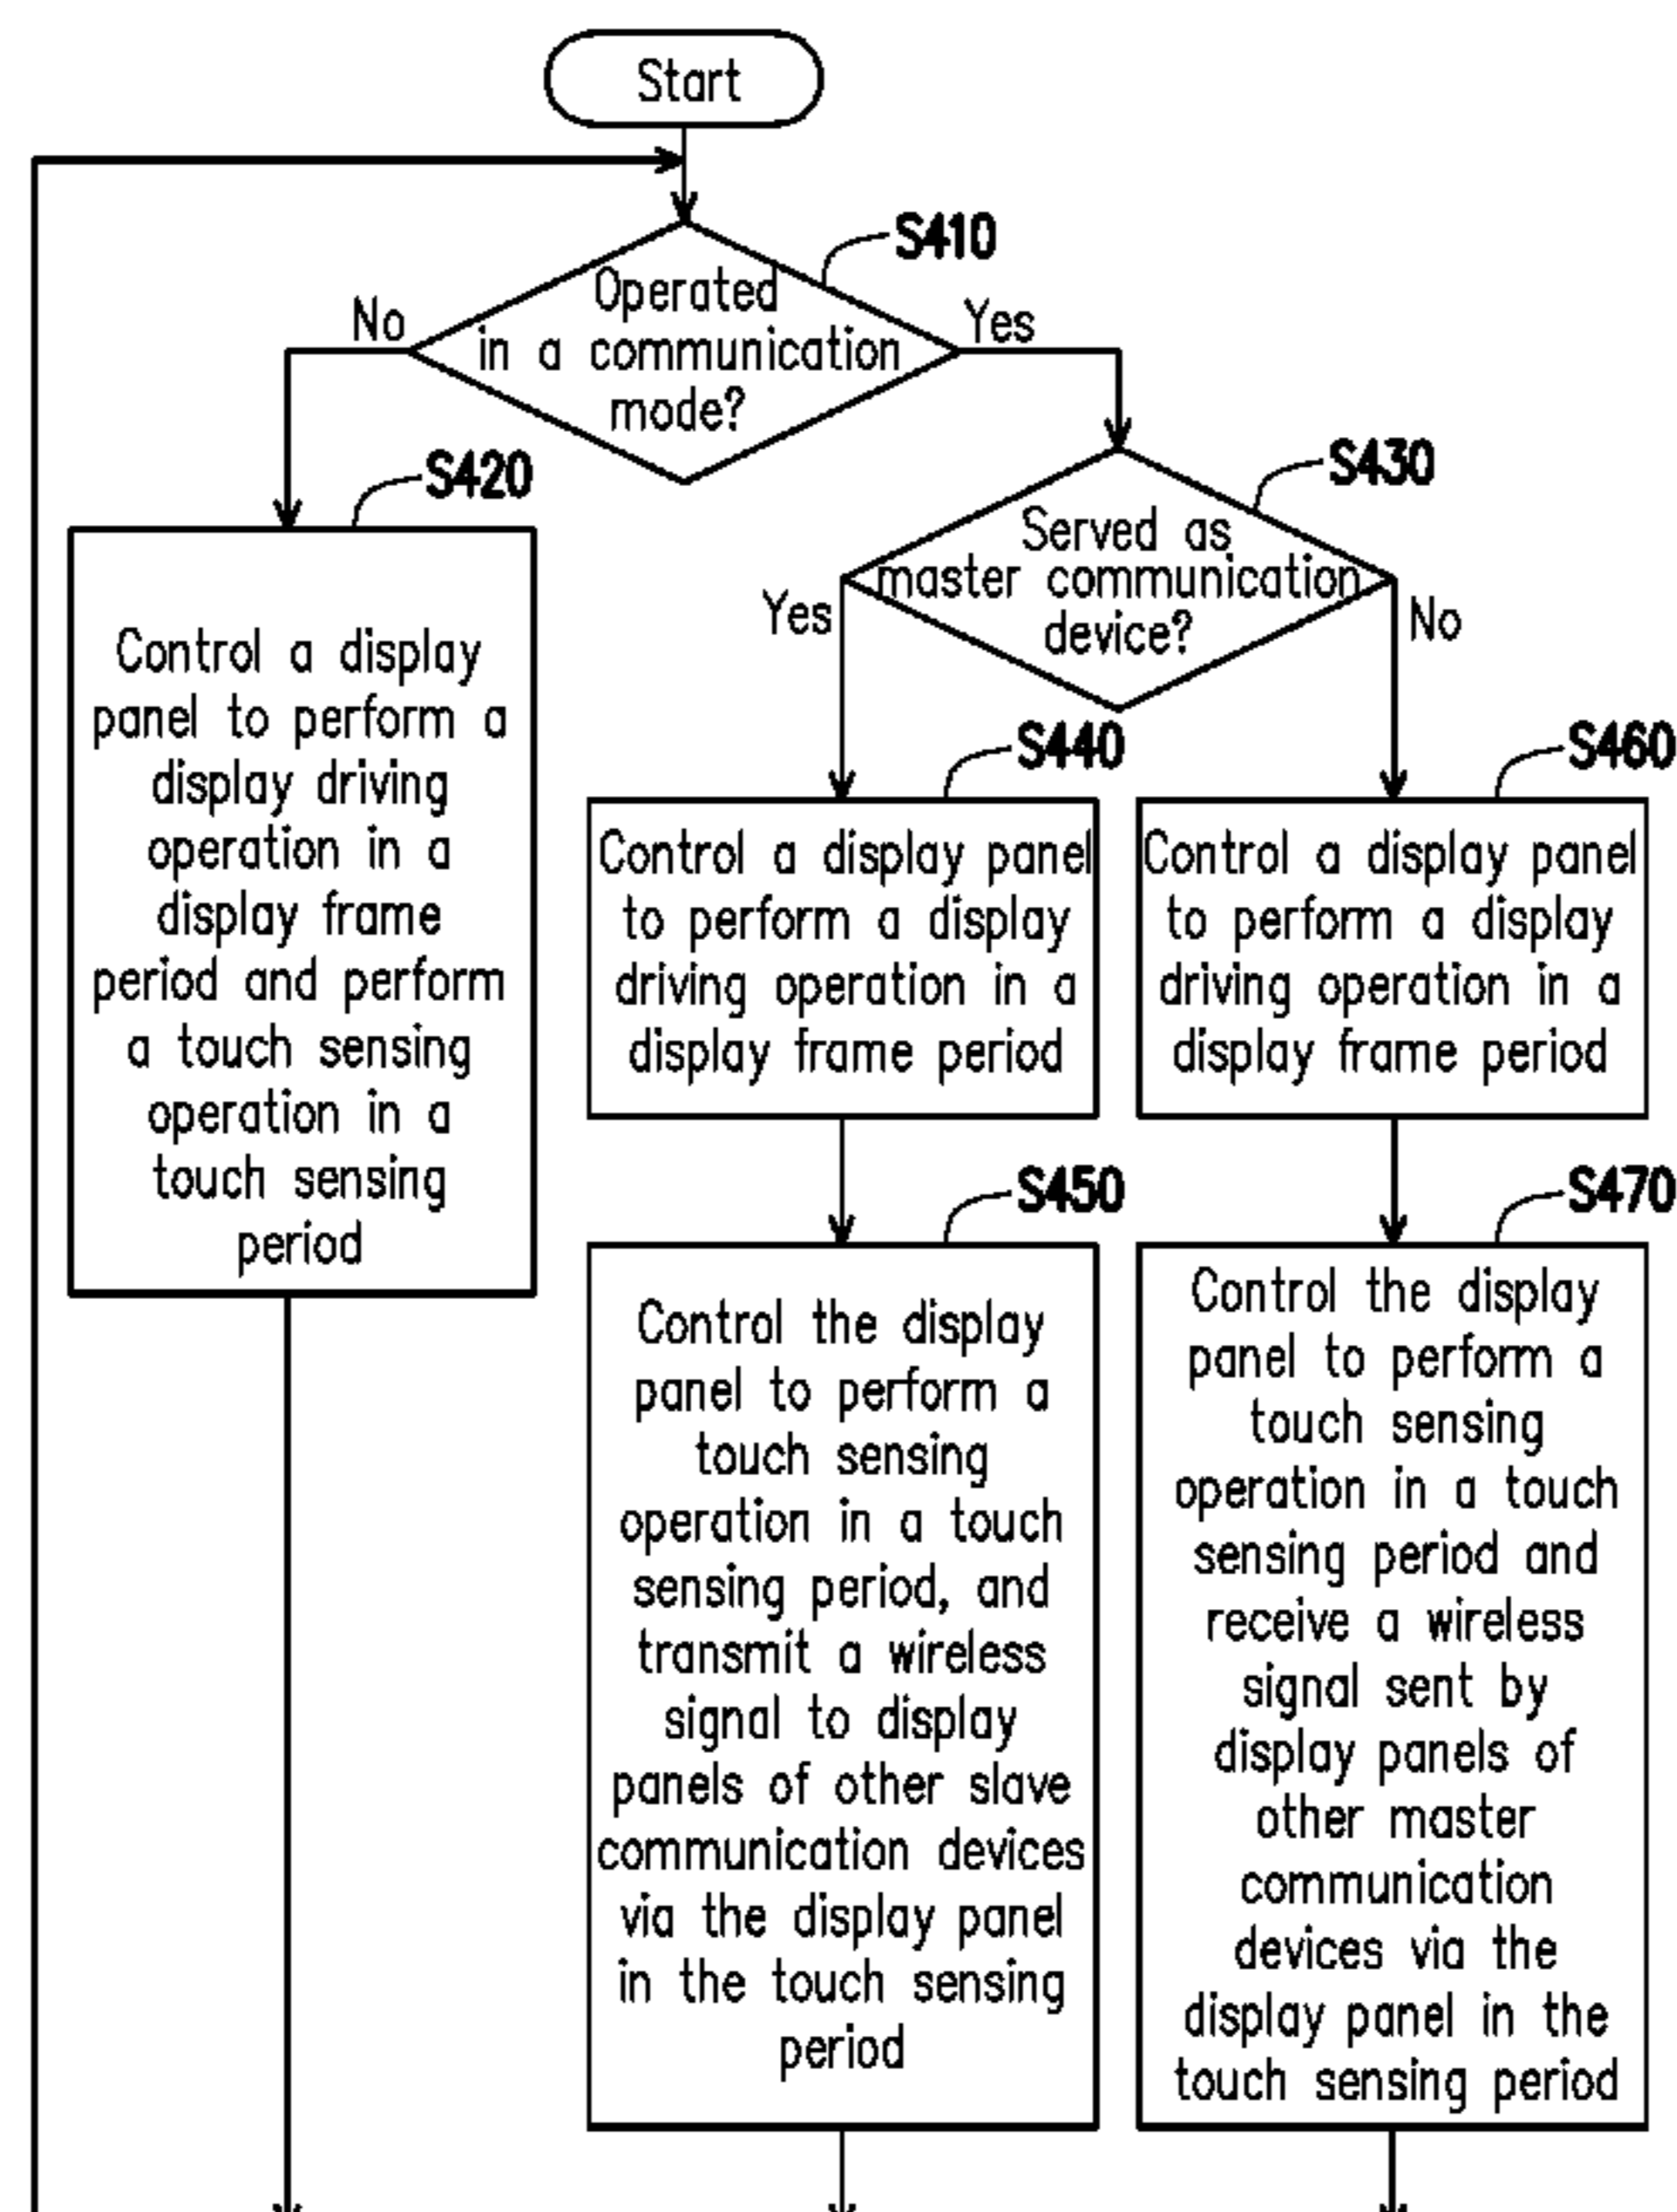 Start
S410
Operated
in a communication
mode?
No
Yes
S420
Control a display
panel to perform a
display driving
operation in a
display frame
period and perform
a touch sensing
operation in a
touch sensing
period
S430
Served as
master communication
device?
Yes
No
S440
Control a display panel
to perform a display
driving operation in a
display frame period
S450
Control the display
panel to perform a
touch sensing
operation in a touch
sensing period, and
transmit a wireless
signal to display
panels of other slave
communication devices
via the display panel
in the touch sensing
period
S460
Control a display panel
to perform a display
driving operation in a
display frame period
S470
Control the display
panel to perform a
touch sensing
operation in a touch
sensing period and
receive a wireless
signal sent by
display panels of
other master
communication
devices via the
display panel in the
touch sensing period